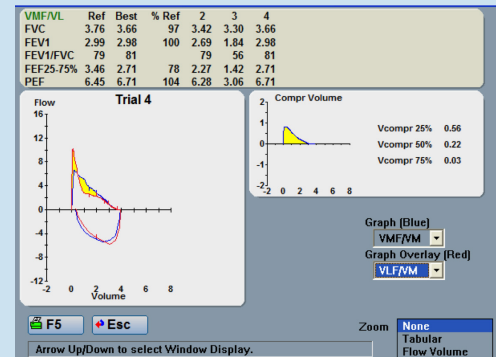 VMF/VL Ref Best % Ref 2 3 4
FVC 3.76 3.66 97 3.42 3.30 3.66
FEV1 2.99 2.98 100 2.69 1.84 2.98
FEV1/FVC 79 81 79 56 81
FEF25-75% 3.46 2.71 78 2.27 1.42 2.71
PEF 6.45 6.71 104 6.28 3.06 6.71
Flow Trial 4
16
12
8
4
0
-4
-8
-12
-2 0 2 4 6 8
Volume
Compr Volume
2
1
0
-1
-2
-2 0 2 4 6 8
Vcompr 25% 0.56
Vcompr 50% 0.22
Vcompr 75% 0.03
Graph (Blue)
VMF/VM
Graph Overlay (Red)
VLF/VM
F5 Esc
Zoom None
Tabular
Flow Volume
Arrow Up/Down to select Window Display.